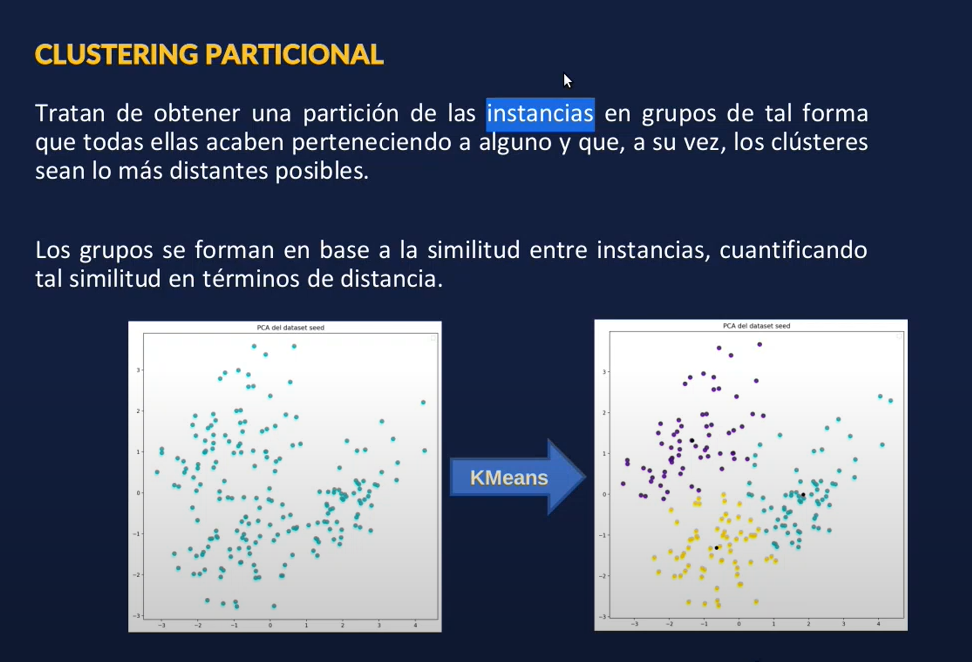 CLUSTERING PARTICIONAL
Tratan de obtener una partición de las instancias en grupos de tal forma
que todas ellas acaben perteneciendo a alguno y que, a su vez, los clústeres
sean lo más distantes posibles.
Los grupos se forman en base a la similitud entre instancias, cuantificando
tal similitud en términos de distancia.
PCA del dataset seed
3
2
1
0
−1
−2
−3
−3 −2 −1 0 1 2 3 4
KMeans
PCA del dataset seed
3
2
1
0
−1
−2
−3
−3 −2 −1 0 1 2 3 4